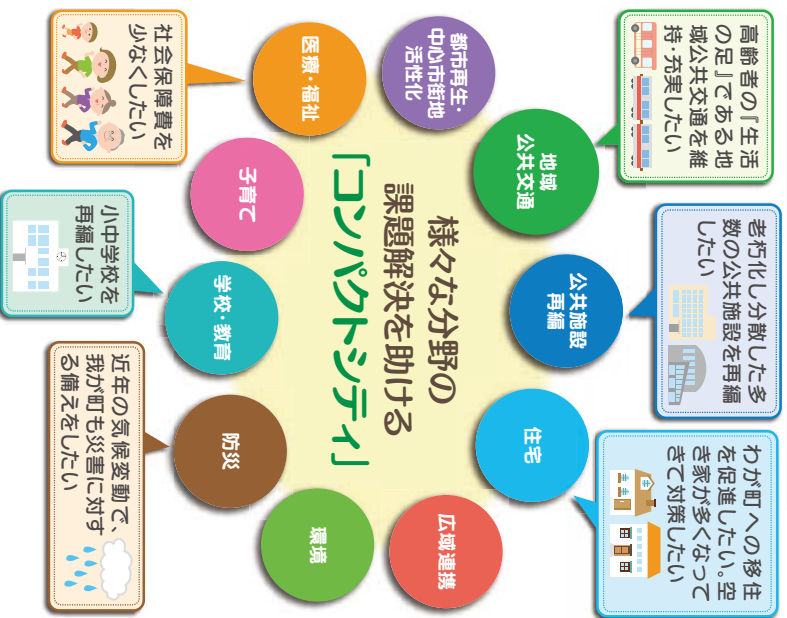 様々な分野の
課題解決を助ける
「コンパクトシティ」
都市再生・
中心市街地
活性化
地域
公共交通
公共施設
再編
住宅
広域連携
環境
防災
学校・教育
子育て
医療・福祉
高齢者の『生活
の足』である地
域公共交通を維
持・充実したい
老朽化し分散した多
数の公共施設を再編
したい
わが町への移住
を促進したい。空
き家が多くなって
きて対策したい
近年の気候変動で、
我が町も災害に対す
る備えをしたい
小中学校を
再編したい
社会保障費を
少なくしたい